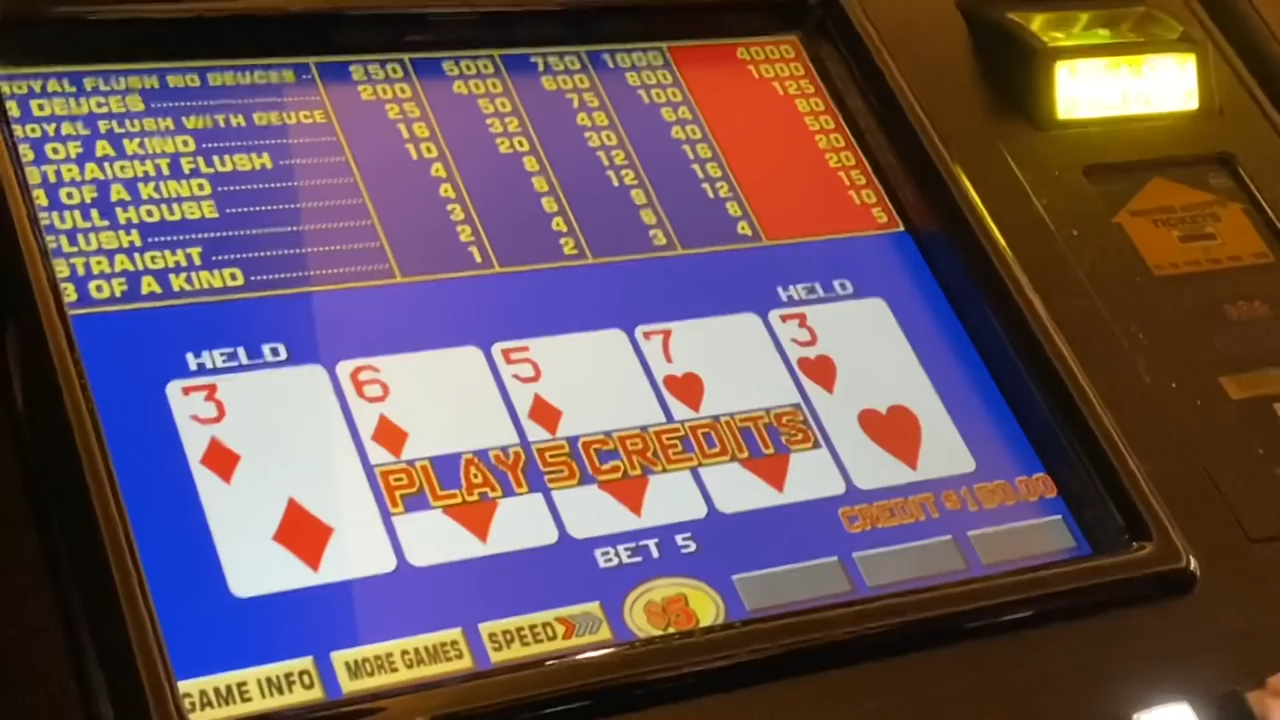 ROYAL FLUSH NO DEUCES .. 250 500 750 1000 4000
4 DEUCES 200 400 600 800 1000
ROYAL FLUSH WITH DEUCE 25 50 75 100 125
5 OF A KIND 16 32 48 64 80
STRAIGHT FLUSH 10 20 30 40 50
4 OF A KIND 4 8 12 16 20
FULL HOUSE 4 8 12 16 20
FLUSH 3 6 9 12 15
STRAIGHT 2 4 6 8 10
3 OF A KIND 1 2 3 4 5
HELD HELD
3 6 5 7 3
PLAY 5 CREDITS
CREDIT
BET 5
$5
GAME INFO MORE GAMES SPEED
TICKETS